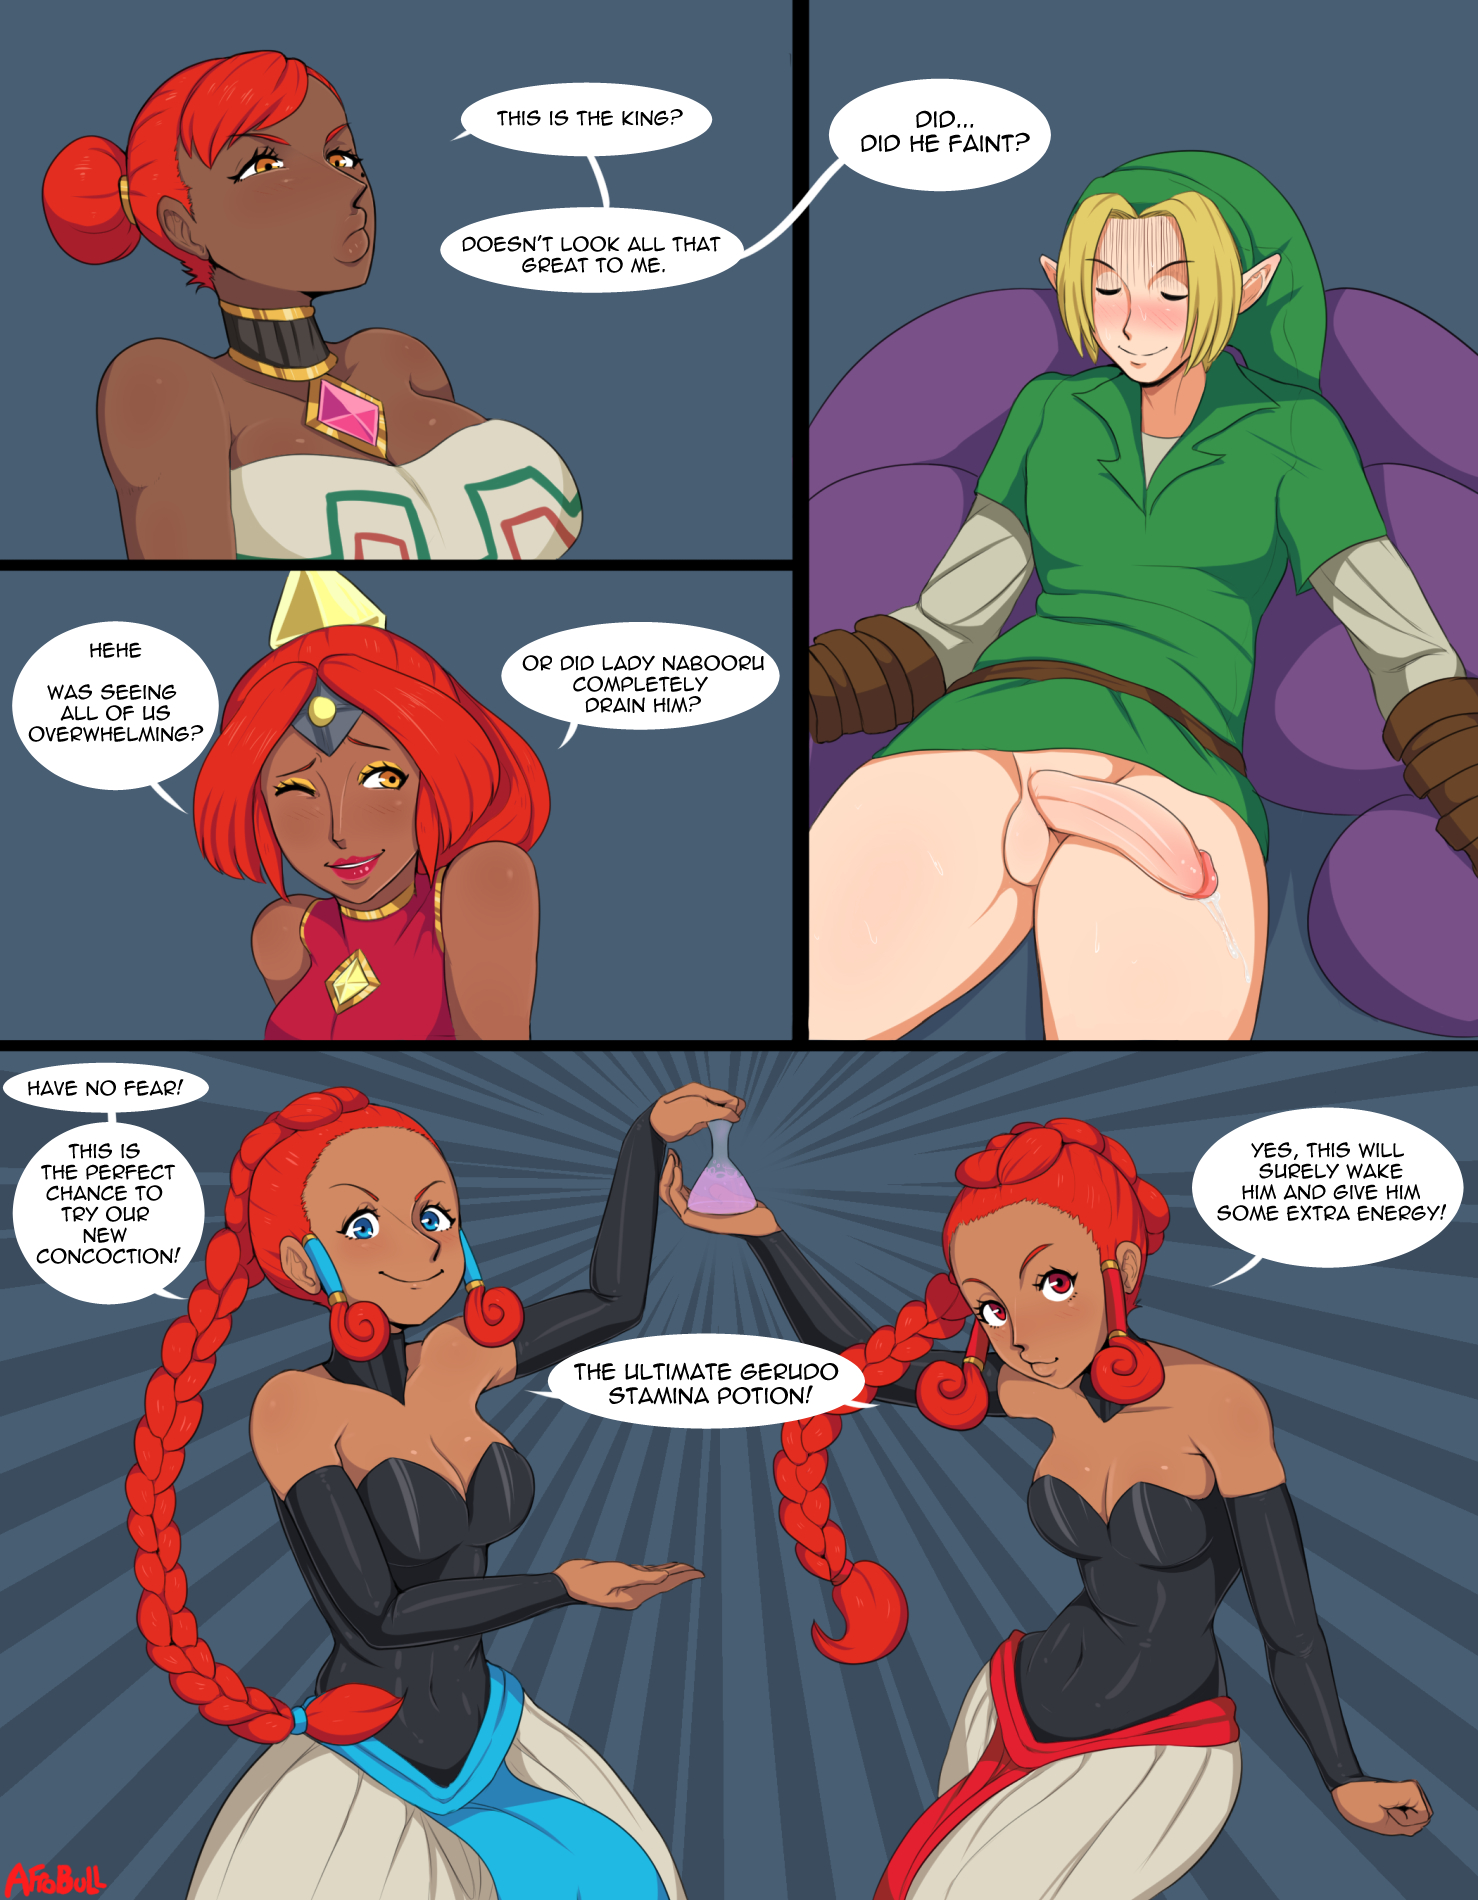 THIS IS THE KING?
DOESN'T LOOK ALL THAT
GREAT TO ME.
DID...
DID HE FAINT?
HEHE
WAS SEEING
ALL OF US
OVERWHELMING?
OR DID LADY NABOORU
COMPLETELY
DRAIN HIM?
HAVE NO FEAR!
THIS IS
THE PERFECT
CHANCE TO
TRY OUR
NEW
CONCOCTION!
YES, THIS WILL
SURELY WAKE
HIM AND GIVE HIM
SOME EXTRA ENERGY!
THE ULTIMATE GERUDO
STAMINA POTION!
AFROBULL